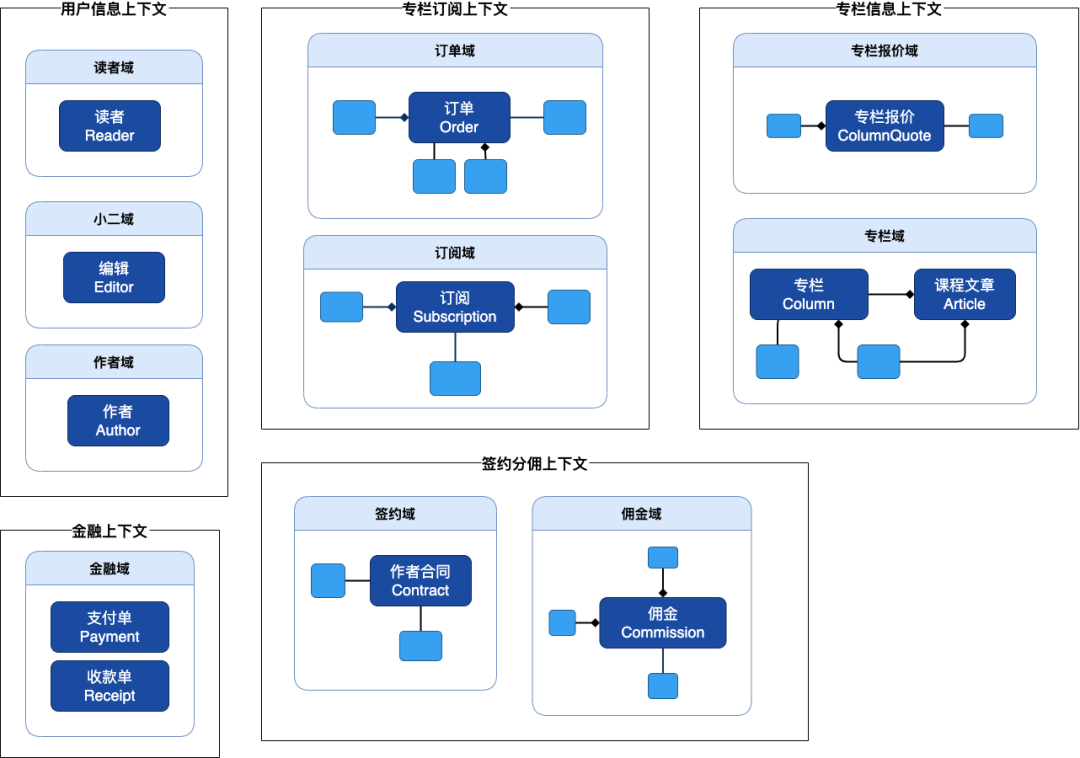 用户信息上下文
读者域
读者
Reader
小二域
编辑
Editor
作者域
作者
Author
专栏订阅上下文
订单域
订单
Order
订阅域
订阅
Subscription
专栏信息上下文
专栏报价域
专栏报价
ColumnQuote
专栏域
专栏
Column
课程文章
Article
金融上下文
金融域
支付单
Payment
收款单
Receipt
签约分佣上下文
签约域
作者合同
Contract
佣金域
佣金
Commission